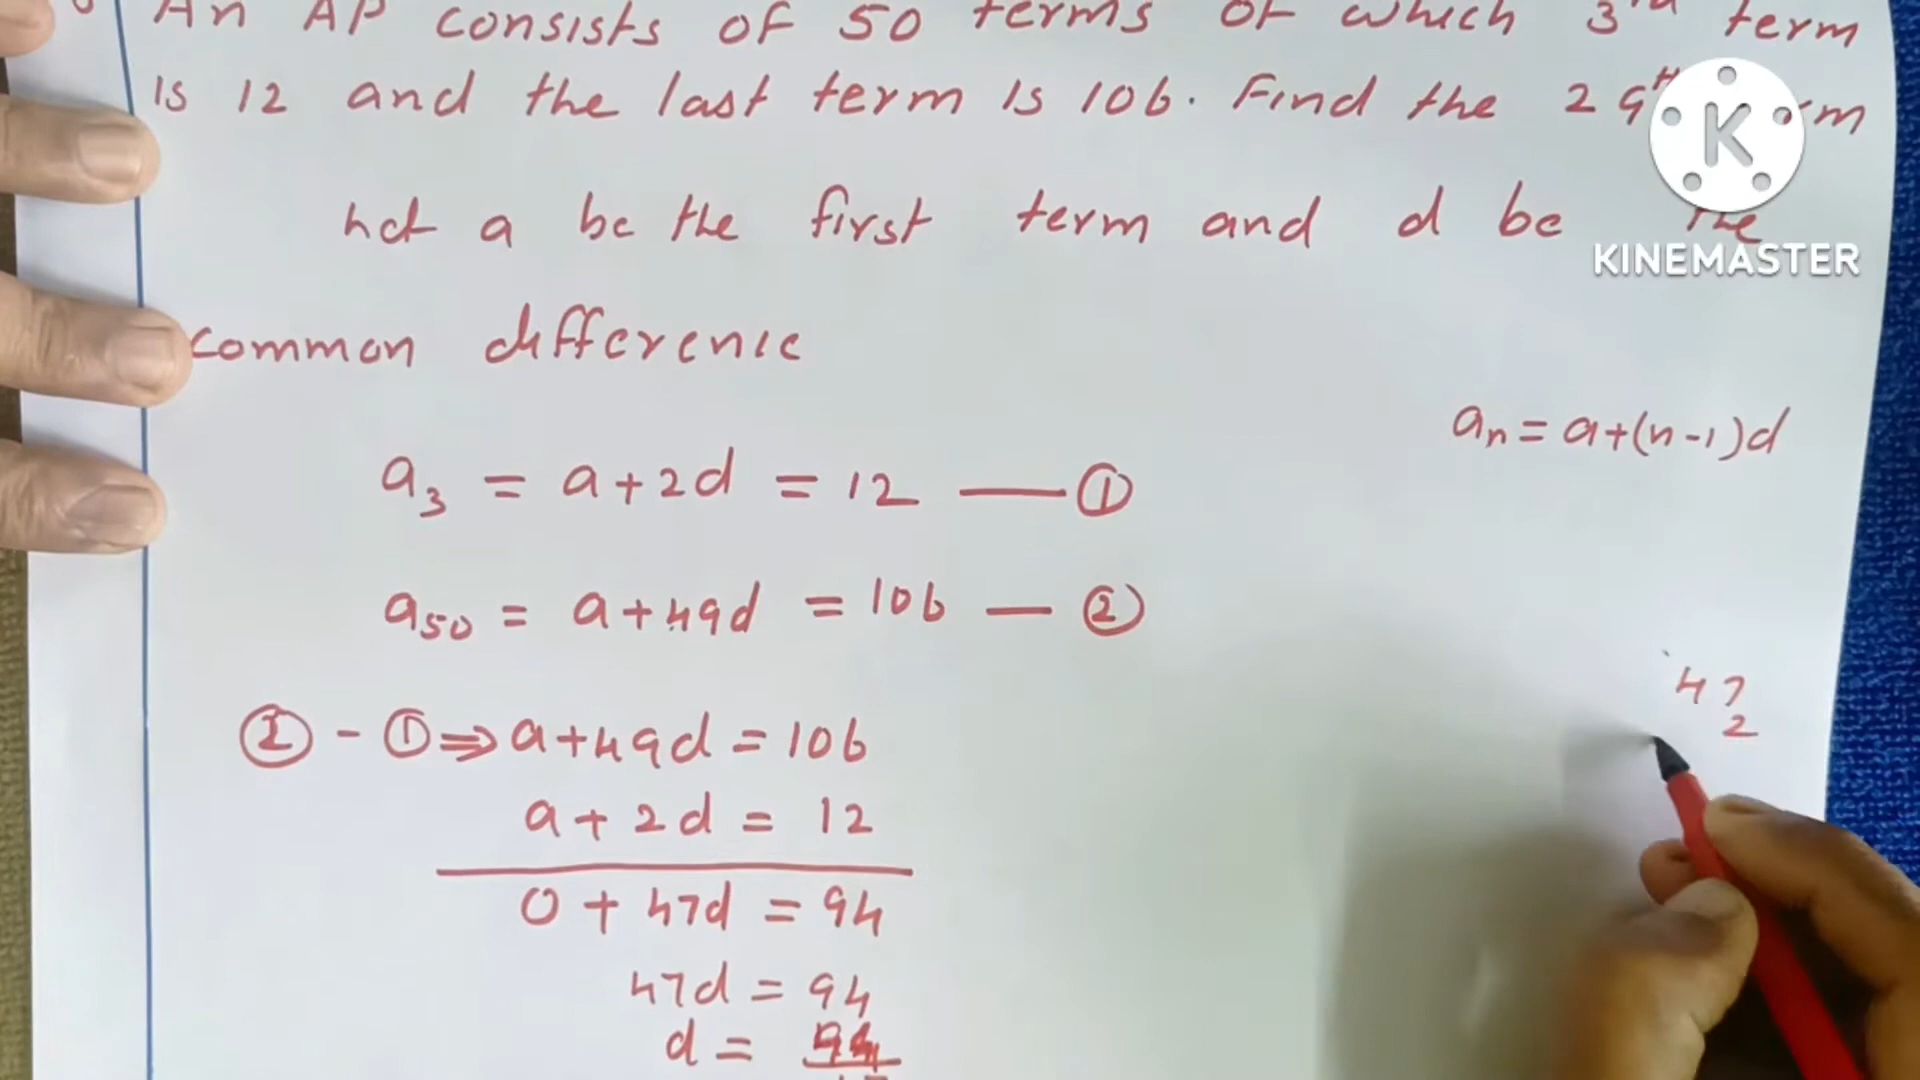 An AP consists of 50 terms of which 3rd term
is 12 and the last term is 106. Find the 29th
K
KINEMASTER
Let a be the first term and d be the
common difference
an = a+(n-1)d
a3 = a+2d = 12 — ①
a50 = a+49d = 106 — ②
47
2
② - ① ⇒ a+49d = 106
a+2d = 12
0 + 47d = 94
47d = 94
d = 94